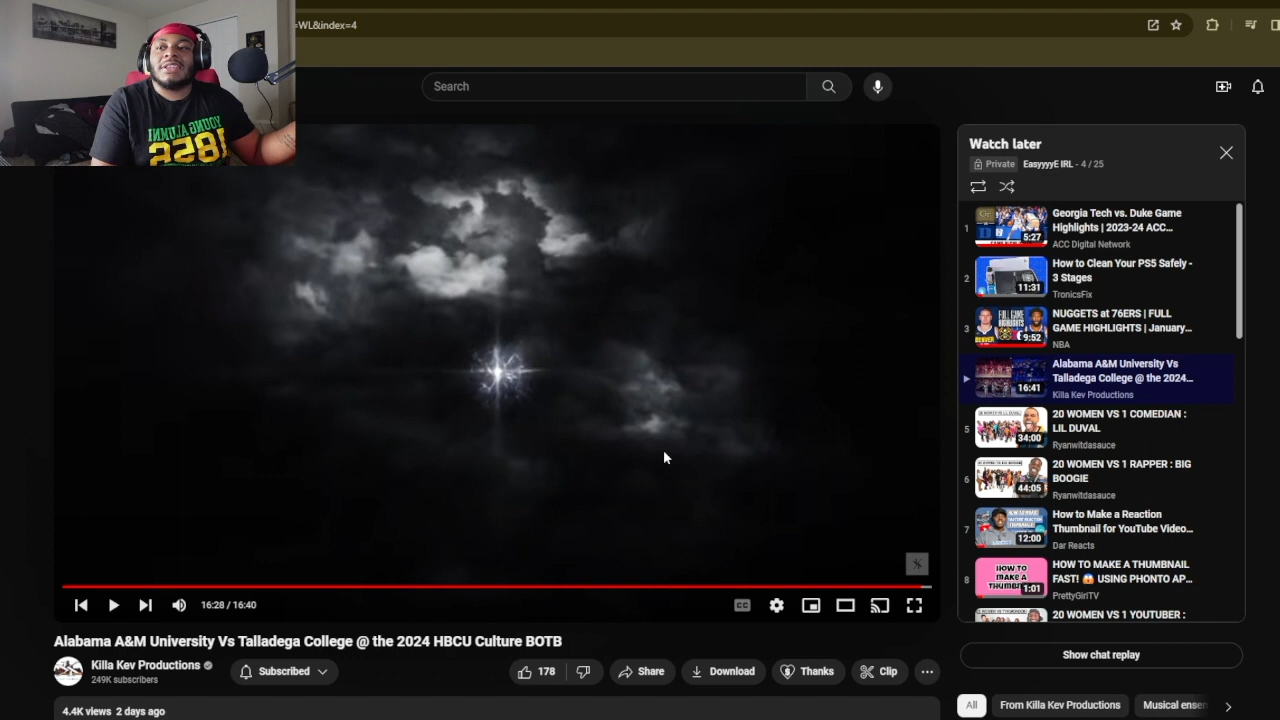 =WL&index=4
YOUNG ALUMNI
1882
Search
Watch later
Private
EasyyyyE IRL - 4 / 25
1
Georgia Tech vs. Duke Game
Highlights | 2023-24 ACC...
ACC Digital Network
5:27
2
How to Clean Your PS5 Safely -
3 Stages
TronicsFix
11:31
3
NUGGETS at 76ERS | FULL
GAME HIGHLIGHTS | January...
NBA
9:52
Alabama A&M University Vs
Talladega College @ the 2024...
Killa Kev Productions
16:41
5
20 WOMEN VS 1 COMEDIAN :
LIL DUVAL
Ryanwitdasauce
34:00
6
20 WOMEN VS 1 RAPPER : BIG
BOOGIE
Ryanwitdasauce
44:05
7
How to Make a Reaction
Thumbnail for YouTube Video...
Dar Reacts
12:00
8
HOW TO MAKE A THUMBNAIL
FAST! 😱 USING PHONTO AP...
PrettyGirlTV
HOW TO
MAKE A
1:01
20 WOMEN VS 1 YOUTUBER :
Show chat replay
All
From Killa Kev Productions
Musical ensen
16:28 / 16:40
CC
Alabama A&M University Vs Talladega College @ the 2024 HBCU Culture BOTB
Killa Kev Productions
249K subscribers
Subscribed
178
Share
Download
Thanks
Clip
4.4K views 2 days ago